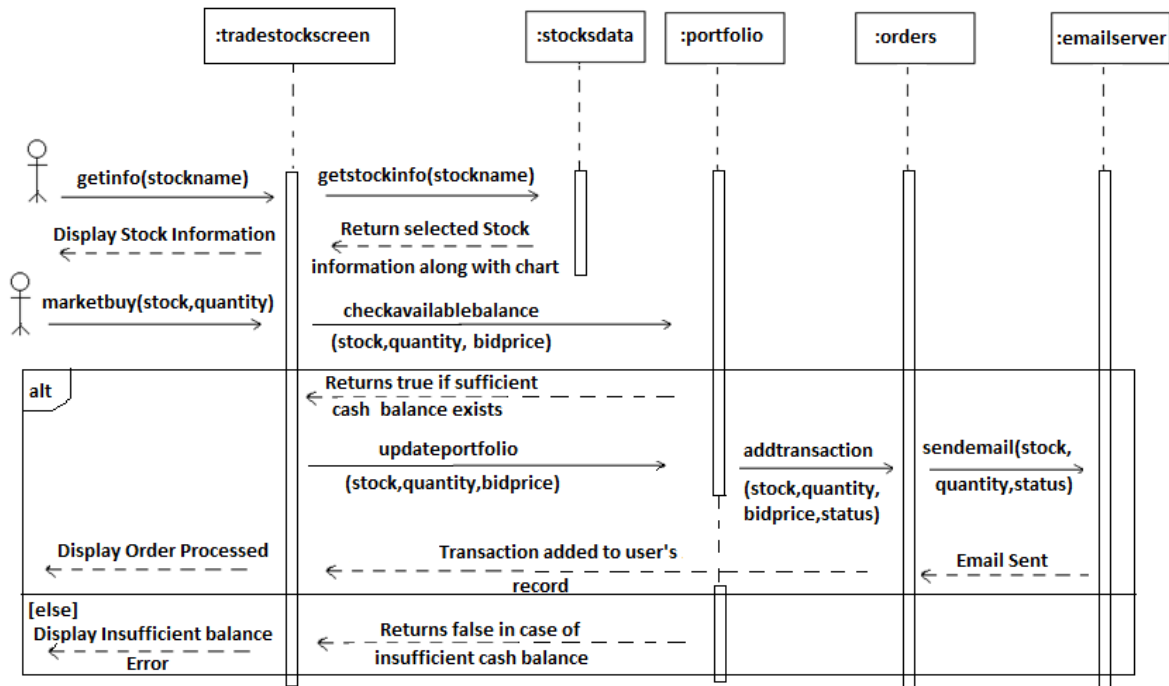 :tradestockscreen
:stocksdata
:portfolio
:orders
:emailserver
getinfo(stockname)
getstockinfo(stockname)
Display Stock Information
Return selected Stock
information along with chart
marketbuy(stock,quantity)
checkavailablebalance
(stock,quantity, bidprice)
alt
Returns true if sufficient
cash balance exists
updateportfolio
(stock,quantity,bidprice)
addtransaction
(stock,quantity,
bidprice,status)
sendemail(stock,
quantity,status)
Display Order Processed
Transaction added to user's
record
Email Sent
[else]
Display Insufficient balance
Error
Returns false in case of
insufficient cash balance